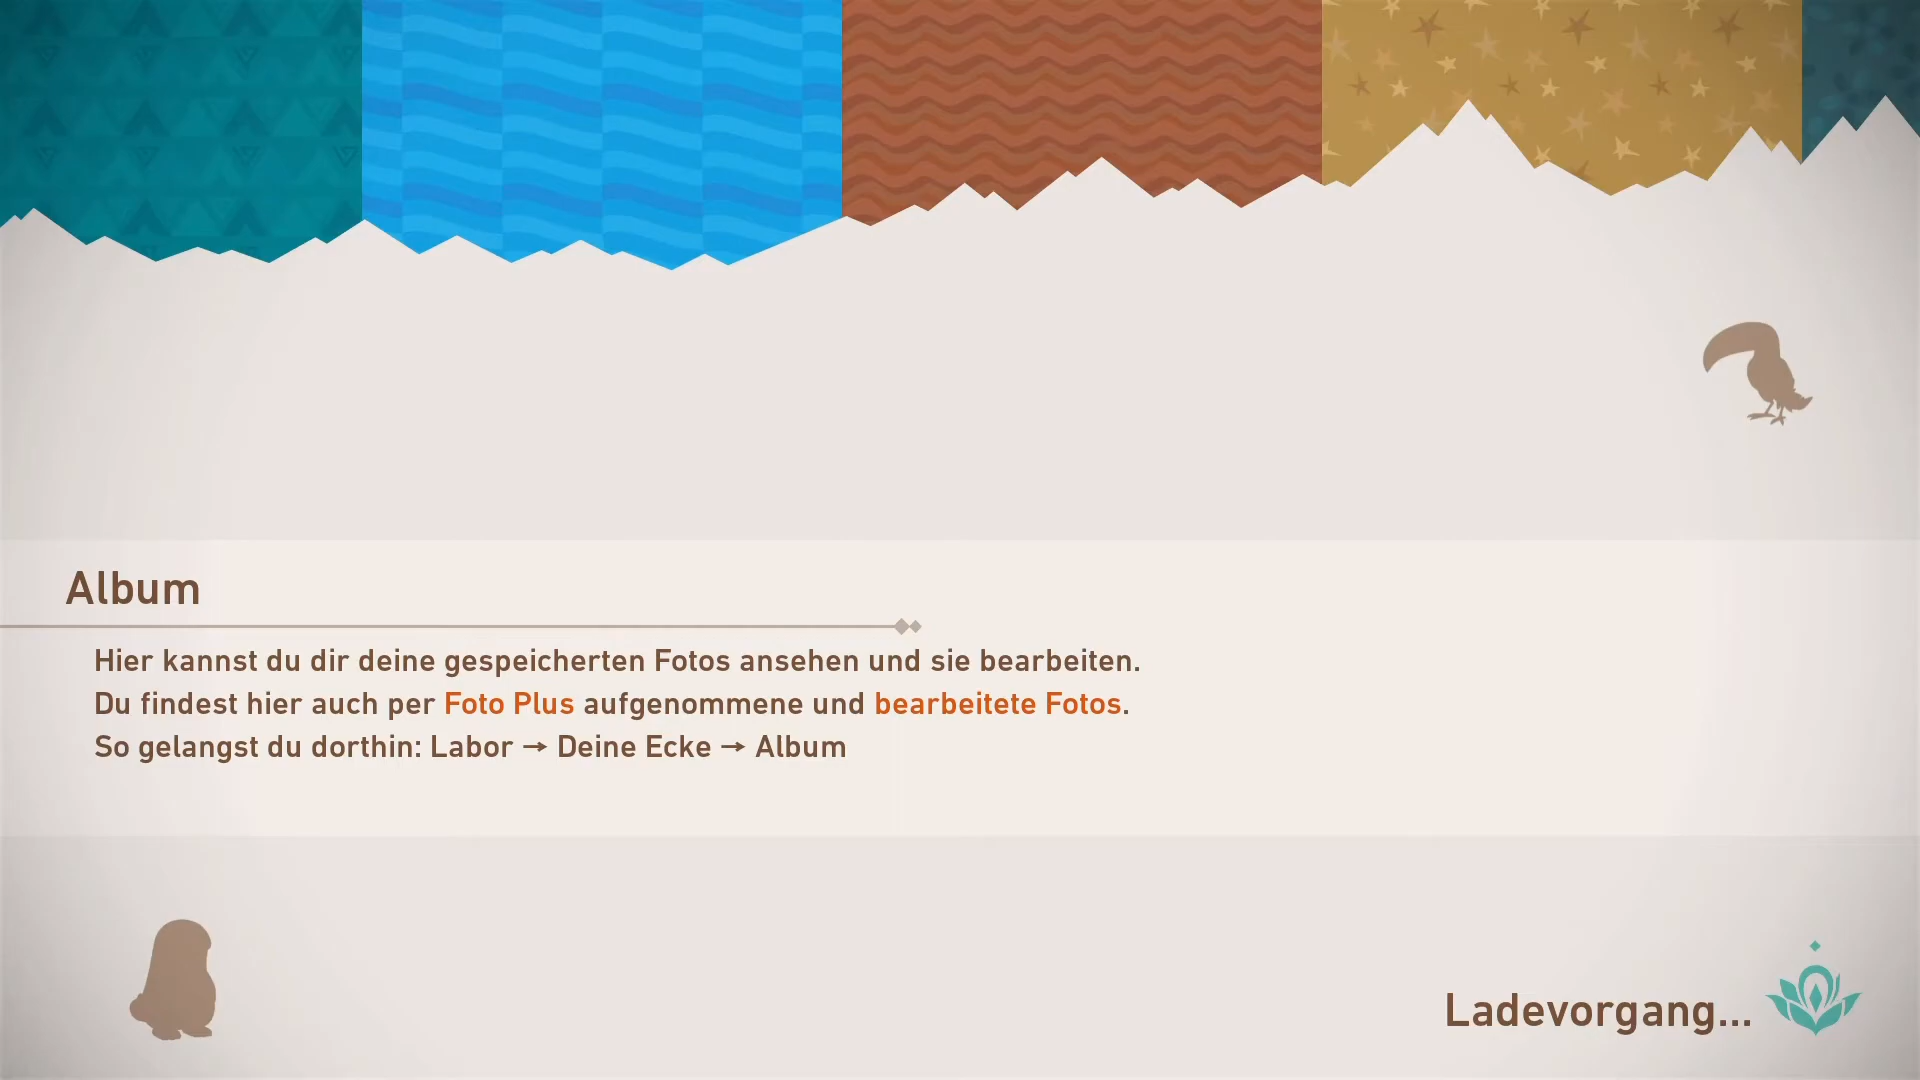 Album
Hier kannst du dir deine gespeicherten Fotos ansehen und sie bearbeiten.
Du findest hier auch per Foto Plus aufgenommene und bearbeitete Fotos.
So gelangst du dorthin: Labor → Deine Ecke → Album
Ladevorgang...